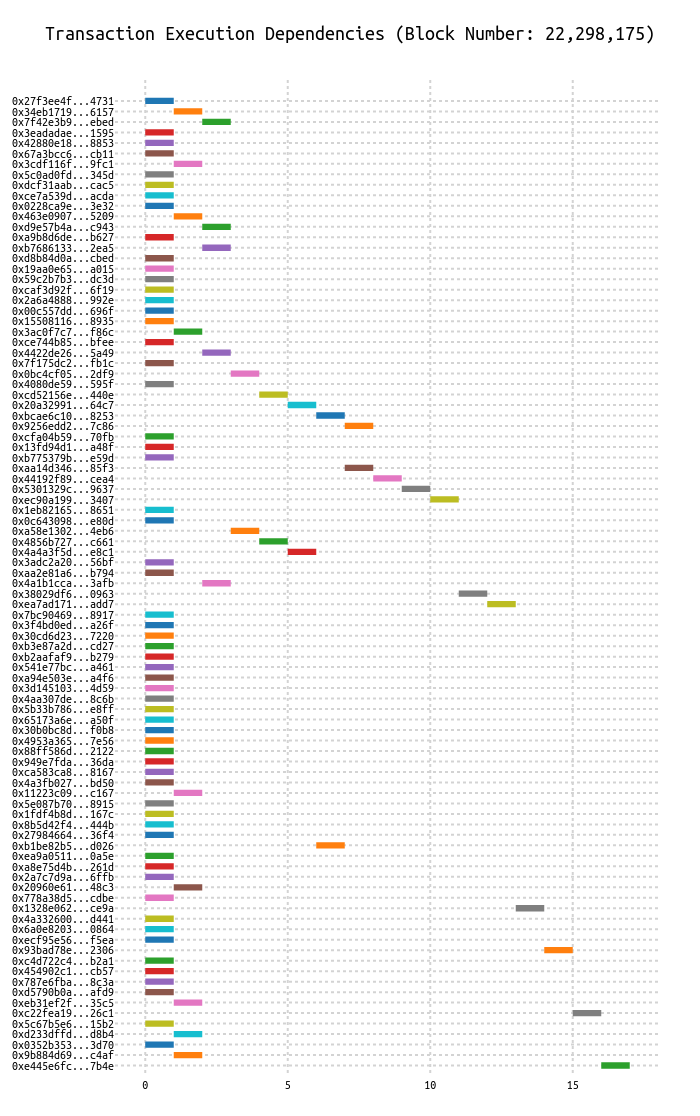 Transaction Execution Dependencies (Block Number: 22,298,175)
0x27f3ee4f...4731
0x34eb1719...6157
0x7f42e3b9...ebed
0x3eadadae...1595
0x42880e18...8853
0x67a3bcc6...cb11
0x3cdf116f...9fc1
0x5c0ad0fd...345d
0xdcf31aab...cac5
0xce7a539d...acda
0x0228ca9e...3e32
0x463e0907...5209
0xd9e57b4a...c943
0xa9b8d6de...b627
0xb7686133...2ea5
0xd8b84d0a...cbed
0x19aa0e65...a015
0x59c2b7b3...dc3d
0xcaf3d92f...6f19
0x2a6a4888...992e
0x00c557dd...696f
0x15508116...8935
0x3ac0f7c7...f86c
0xce744b85...bfee
0x4422de26...5a49
0x7f175dc2...fb1c
0x0bc4cf05...2df9
0x4080de59...595f
0xcd52156e...440e
0x20a32991...64c7
0xbcae6c10...8253
0x9256edd2...7c86
0xcfa04b59...70fb
0x13fd94d1...a48f
0xb775379b...e59d
0xaa14d346...85f3
0x44192f89...cea4
0x5301329c...9637
0xec90a199...3407
0x1eb82165...8651
0x0c643098...e80d
0xa58e1302...4eb6
0x4856b727...c661
0x4a4a3f5d...e8c1
0x3adc2a20...56bf
0xaa2e81a6...b794
0x4a1b1cca...3afb
0x38029df6...0963
0xea7ad171...add7
0x7bc90469...8917
0x3f4bd0ed...a26f
0x30cd6d23...7220
0xb3e87a2d...cd27
0xb2aafaf9...b279
0x541e77bc...a461
0xa94e503e...a4f6
0x3d145103...4d59
0x4aa307de...8c6b
0x5b33b786...e8ff
0x65173a6e...a50f
0x30b0bc8d...f0b8
0x4953a365...7e56
0x88ff586d...2122
0x949e7fda...36da
0xca583ca8...8167
0x4a3fb027...bd50
0x11223c09...c167
0x5e087b70...8915
0x1fdf4b8d...167c
0x8b5d42f4...444b
0x27984664...36f4
0xb1be82b5...d026
0xea9a0511...0a5e
0xa8e75d4b...261d
0x2a7c7d9a...6ffb
0x20960e61...48c3
0x778a38d5...cdbe
0x1328e062...ce9a
0x4a332600...d441
0x6a0e8203...0864
0xecf95e56...f5ea
0x93bad78e...2306
0xc4d722c4...b2a1
0x454902c1...cb57
0x787e6fba...8c3a
0xd5790b0a...afd9
0xeb31ef2f...35c5
0xc22fea19...26c1
0x5c67b5e6...15b2
0xd233dffd...d8b4
0x0352b353...3d70
0x9b884d69...c4af
0xe445e6fc...7b4e
0 5 10 15